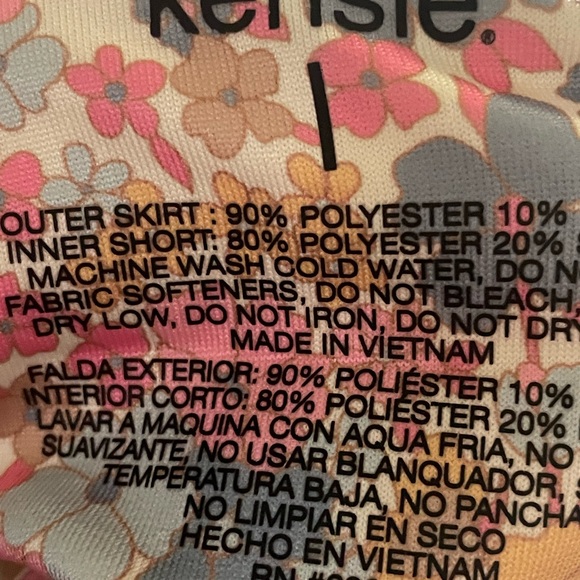 kensie®
I
OUTER SKIRT : 90% POLYESTER 10%
INNER SHORT: 80% POLYESTER 20%
MACHINE WASH COLD WATER, DO
FABRIC SOFTENERS, DO NOT BLEACH,
DRY LOW, DO NOT IRON, DO NOT DRY
MADE IN VIETNAM
FALDA EXTERIOR: 90% POLIÉSTER 10%
INTERIOR CORTO: 80% POLIÉSTER 20%
LAVAR A MAQUINA CON AQUA FRIA, NO
SUAVIZANTE, NO USAR BLANQUADOR,
TEMPERATURA BAJA, NO PANCHA
NO LIMPIAR EN SECO
HECHO EN VIETNAM
RN